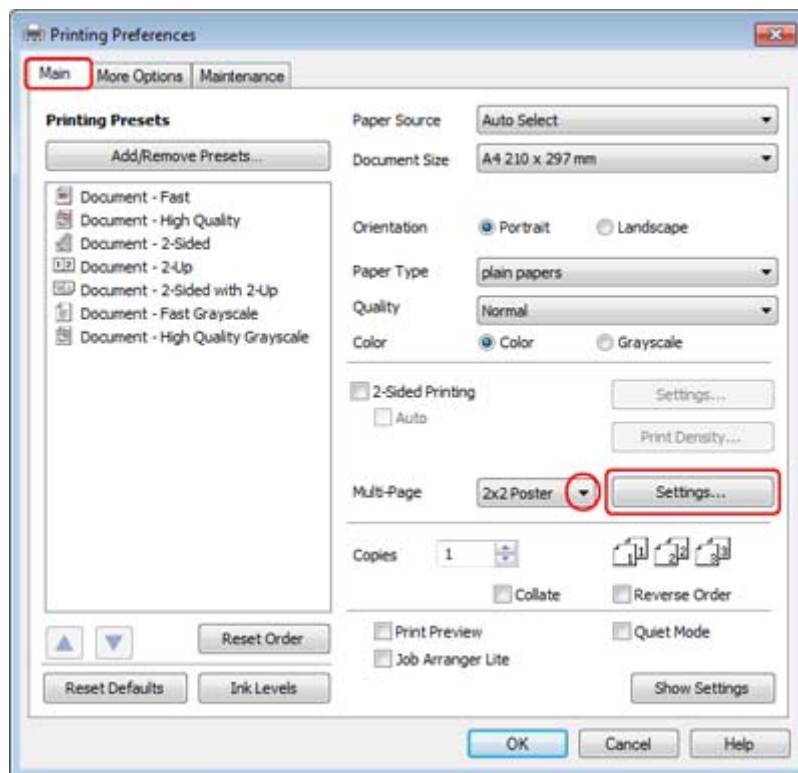 Printing Preferences
Main More Options Maintenance
Printing Presets
Add/Remove Presets...
Document - Fast
Document - High Quality
Document - 2-Sided
Document - 2-Up
Document - 2-Sided with 2-Up
Document - Fast Grayscale
Document - High Quality Grayscale
Reset Order
Reset Defaults Ink Levels
Paper Source Auto Select
Document Size A4 210 x 297 mm
Orientation Portrait Landscape
Paper Type plain papers
Quality Normal
Color Color Grayscale
2-Sided Printing Settings...
Auto
Print Density...
Multi-Page 2x2 Poster Settings...
Copies 1
Collate Reverse Order
Print Preview Quiet Mode
Job Arranger Lite
Show Settings
OK Cancel Help